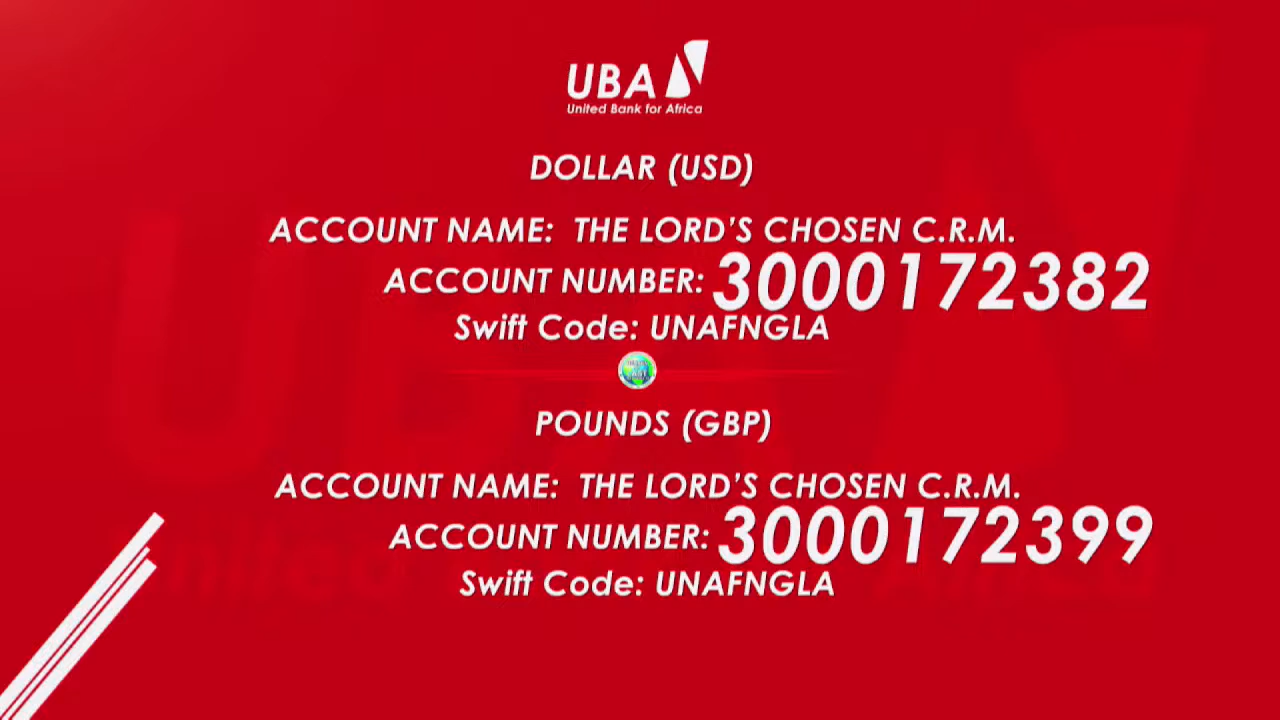 UBA
United Bank for Africa
DOLLAR (USD)
ACCOUNT NAME: THE LORD'S CHOSEN C.R.M.
ACCOUNT NUMBER: 3000172382
Swift Code: UNAFNGLA
POUNDS (GBP)
ACCOUNT NAME: THE LORD'S CHOSEN C.R.M.
ACCOUNT NUMBER: 3000172399
Swift Code: UNAFNGLA